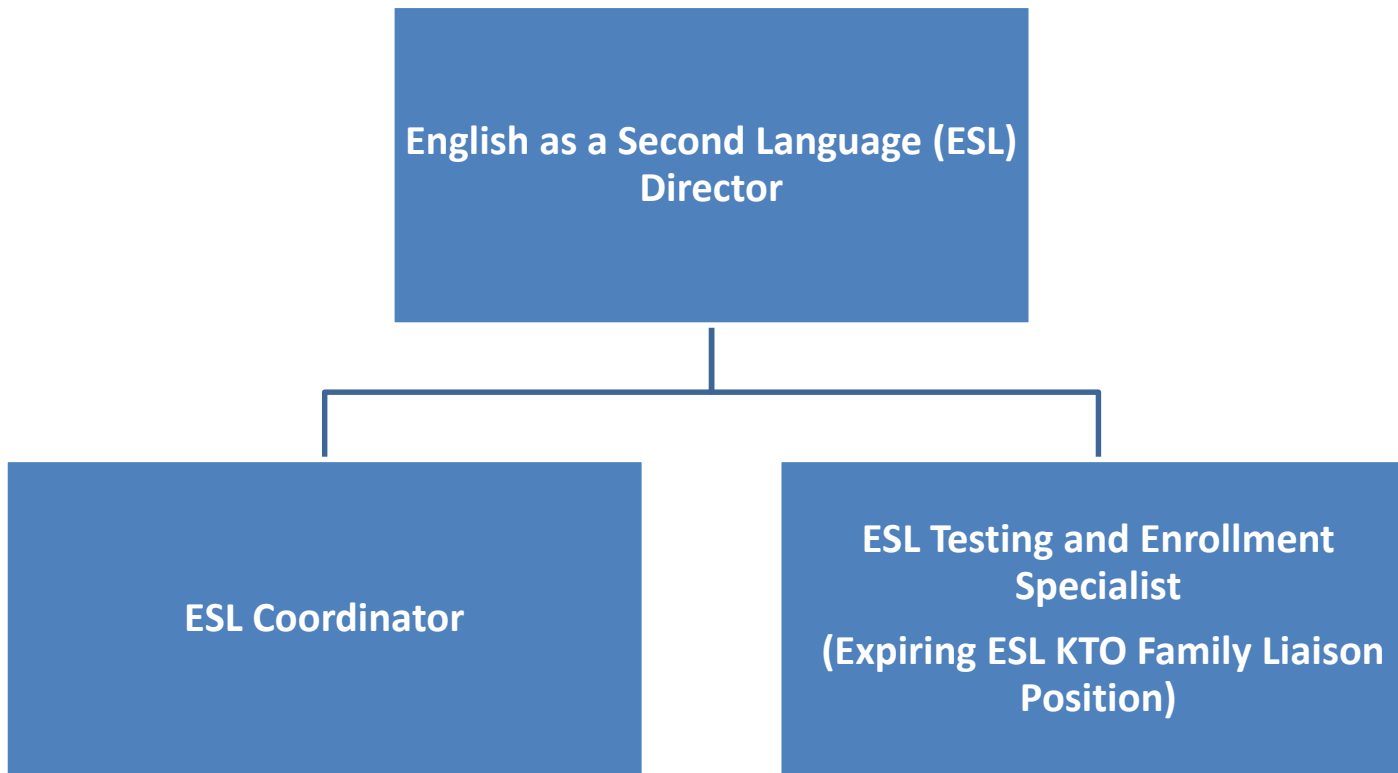 English as a Second Language (ESL)
Director
ESL Coordinator
ESL Testing and Enrollment
Specialist
(Expiring ESL KTO Family Liaison
Position)